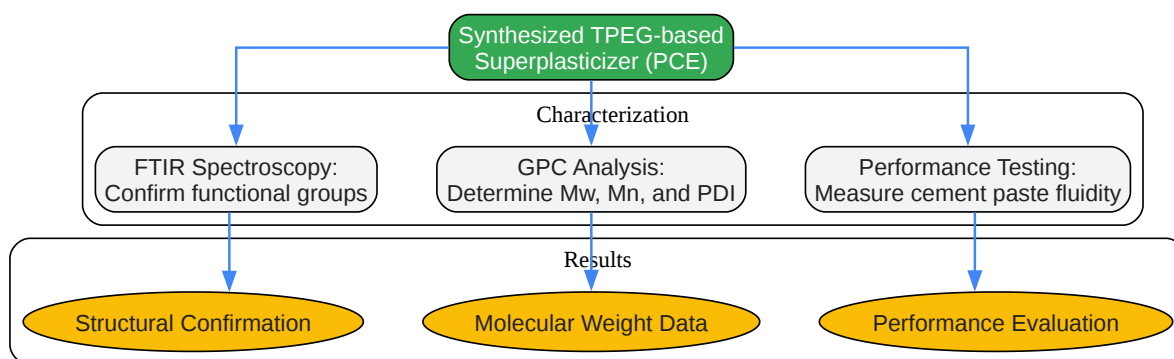 Synthesized TPEG-based
Superplasticizer (PCE)
Characterization
FTIR Spectroscopy:
Confirm functional groups
GPC Analysis:
Determine Mw, Mn, and PDI
Performance Testing:
Measure cement paste fluidity
Results
Structural Confirmation
Molecular Weight Data
Performance Evaluation